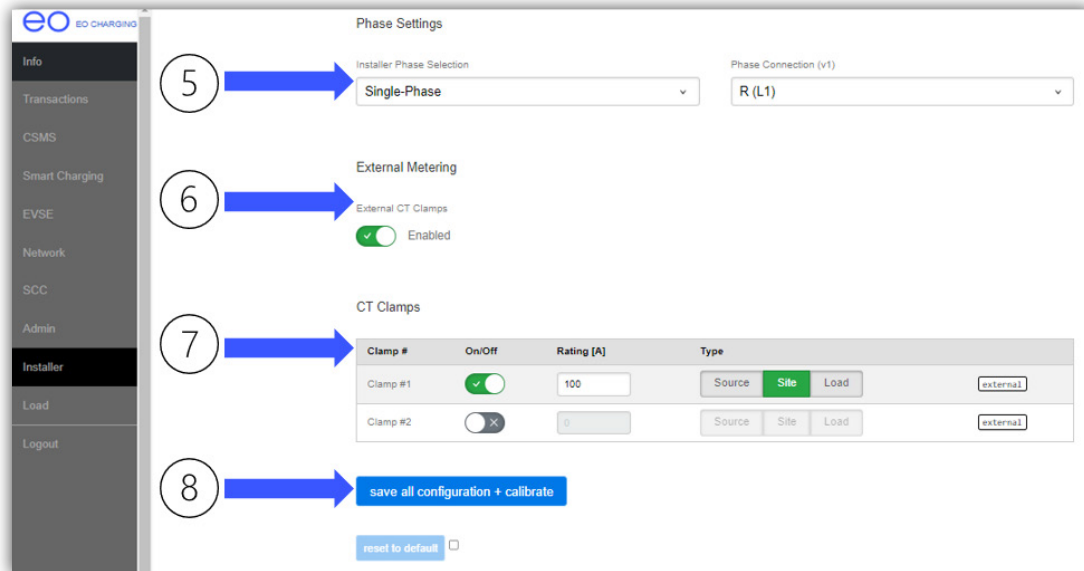 eo EO CHARGING
Info
Transactions
CSMS
Smart Charging
EVSE
Network
SCC
Admin
Installer
Load
Logout
Phase Settings
5
Installer Phase Selection
Phase Connection (v1)
Single-Phase
R (L1)
External Metering
6
External CT Clamps
Enabled
CT Clamps
7
Clamp # On/Off Rating [A] Type
Clamp #1 100 Source Site Load external
Clamp #2 0 Source Site Load external
8
save all configuration + calibrate
reset to default